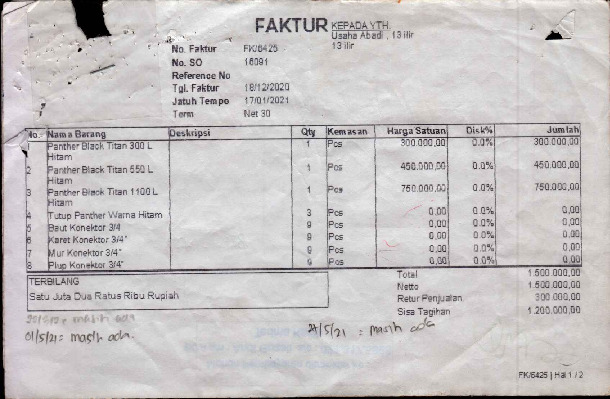 FAKTUR
KEPADA YTH.
Usaha Abadi , 13 ilir
13 ilir
No. Faktur FK/6425
No. SO 16091
Reference No
Tgl. Faktur 18/12/2020
Jatuh Tempo 17/01/2021
Term Net 30
No. Nama Barang Deskripsi Qty Kemasan Harga Satuan Disk% Jumlah
1 Panther Black Titan 300 L 1 Pcs 300.000,00 0.0% 300.000,00
Hitam
2 Panther Black Titan 550 L 1 Pcs 450.000,00 0.0% 450.000,00
Hitam
3 Panther Black Titan 1100 L 1 Pcs 750.000,00 0.0% 750.000,00
Hitam
4 Tutup Panther Warna Hitam 3 Pcs 0,00 0.0% 0,00
5 Baut Konektor 3/4 9 Pcs 0,00 0.0% 0,00
6 Karet Konektor 3/4" 9 Pcs 0,00 0.0% 0,00
7 Mur Konektor 3/4" 9 Pcs 0,00 0.0% 0,00
8 Plup Konektor 3/4" 9 Pcs 0,00 0.0% 0,00
Total 1.500.000,00
Netto 1.500.000,00
Retur Penjualan 300.000,00
Sisa Tagihan 1.200.000,00
TERBILANG
Satu Juta Dua Ratus Ribu Rupiah
masih ada
01/5/21 = masih ada.
24/5/21 = masih ada
FK/6425 | Hal 1 / 2